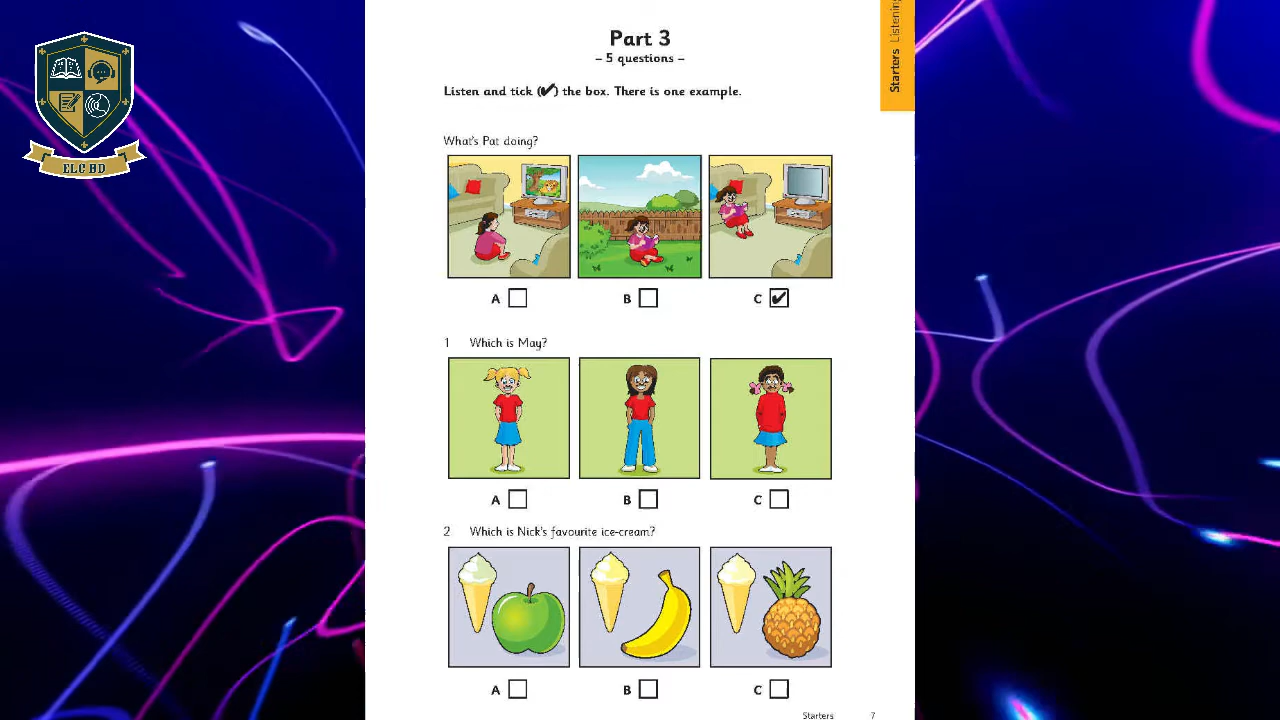 ELC HD
Starters Listening
Part 3
– 5 questions –
Listen and tick (✔) the box. There is one example.
What's Pat doing?
A B C ✔
1 Which is May?
A B C
2 Which is Nick's favourite ice-cream?
A B C
Starters 7